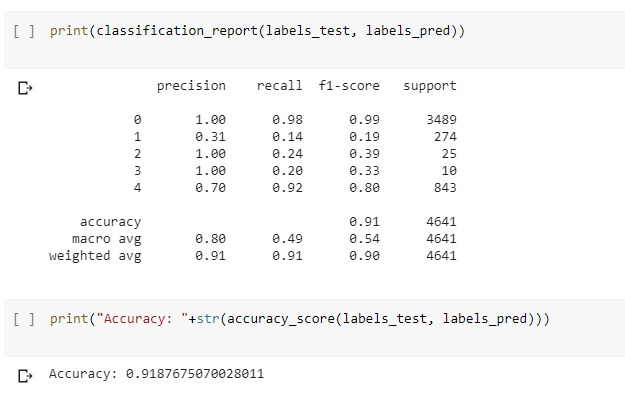 [ ] print(classification_report(labels_test, labels_pred))
precision recall f1-score support
0 1.00 0.98 0.99 3489
1 0.31 0.14 0.19 274
2 1.00 0.24 0.39 25
3 1.00 0.20 0.33 10
4 0.70 0.92 0.80 843
accuracy 0.91 4641
macro avg 0.80 0.49 0.54 4641
weighted avg 0.91 0.91 0.90 4641
[ ] print("Accuracy: "+str(accuracy_score(labels_test, labels_pred)))
Accuracy: 0.9187675070028011